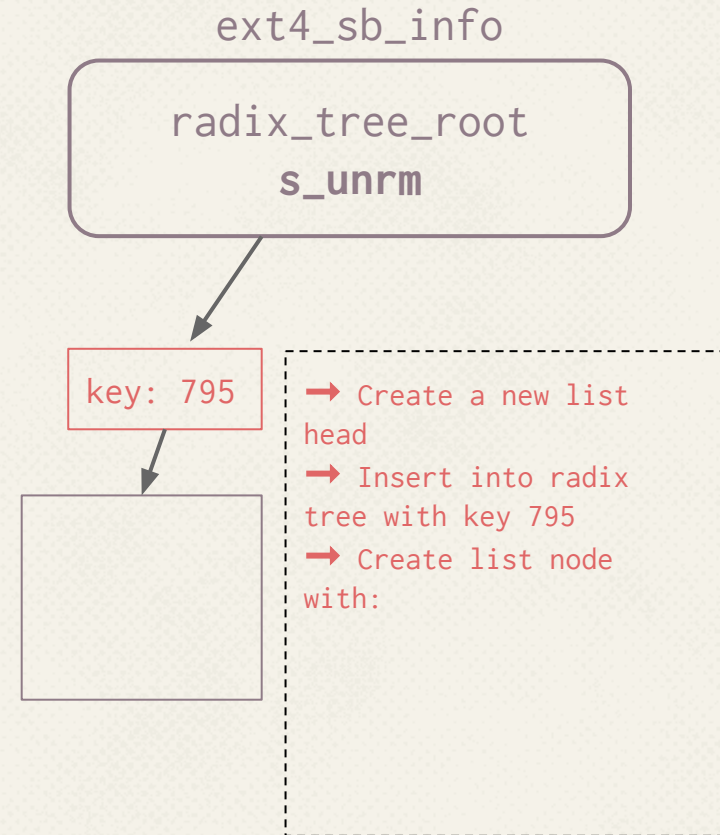 ext4_sb_info
radix_tree_root
s_unrm
key: 795
➞ Create a new list
head
➞ Insert into radix
tree with key 795
➞ Create list node
with: